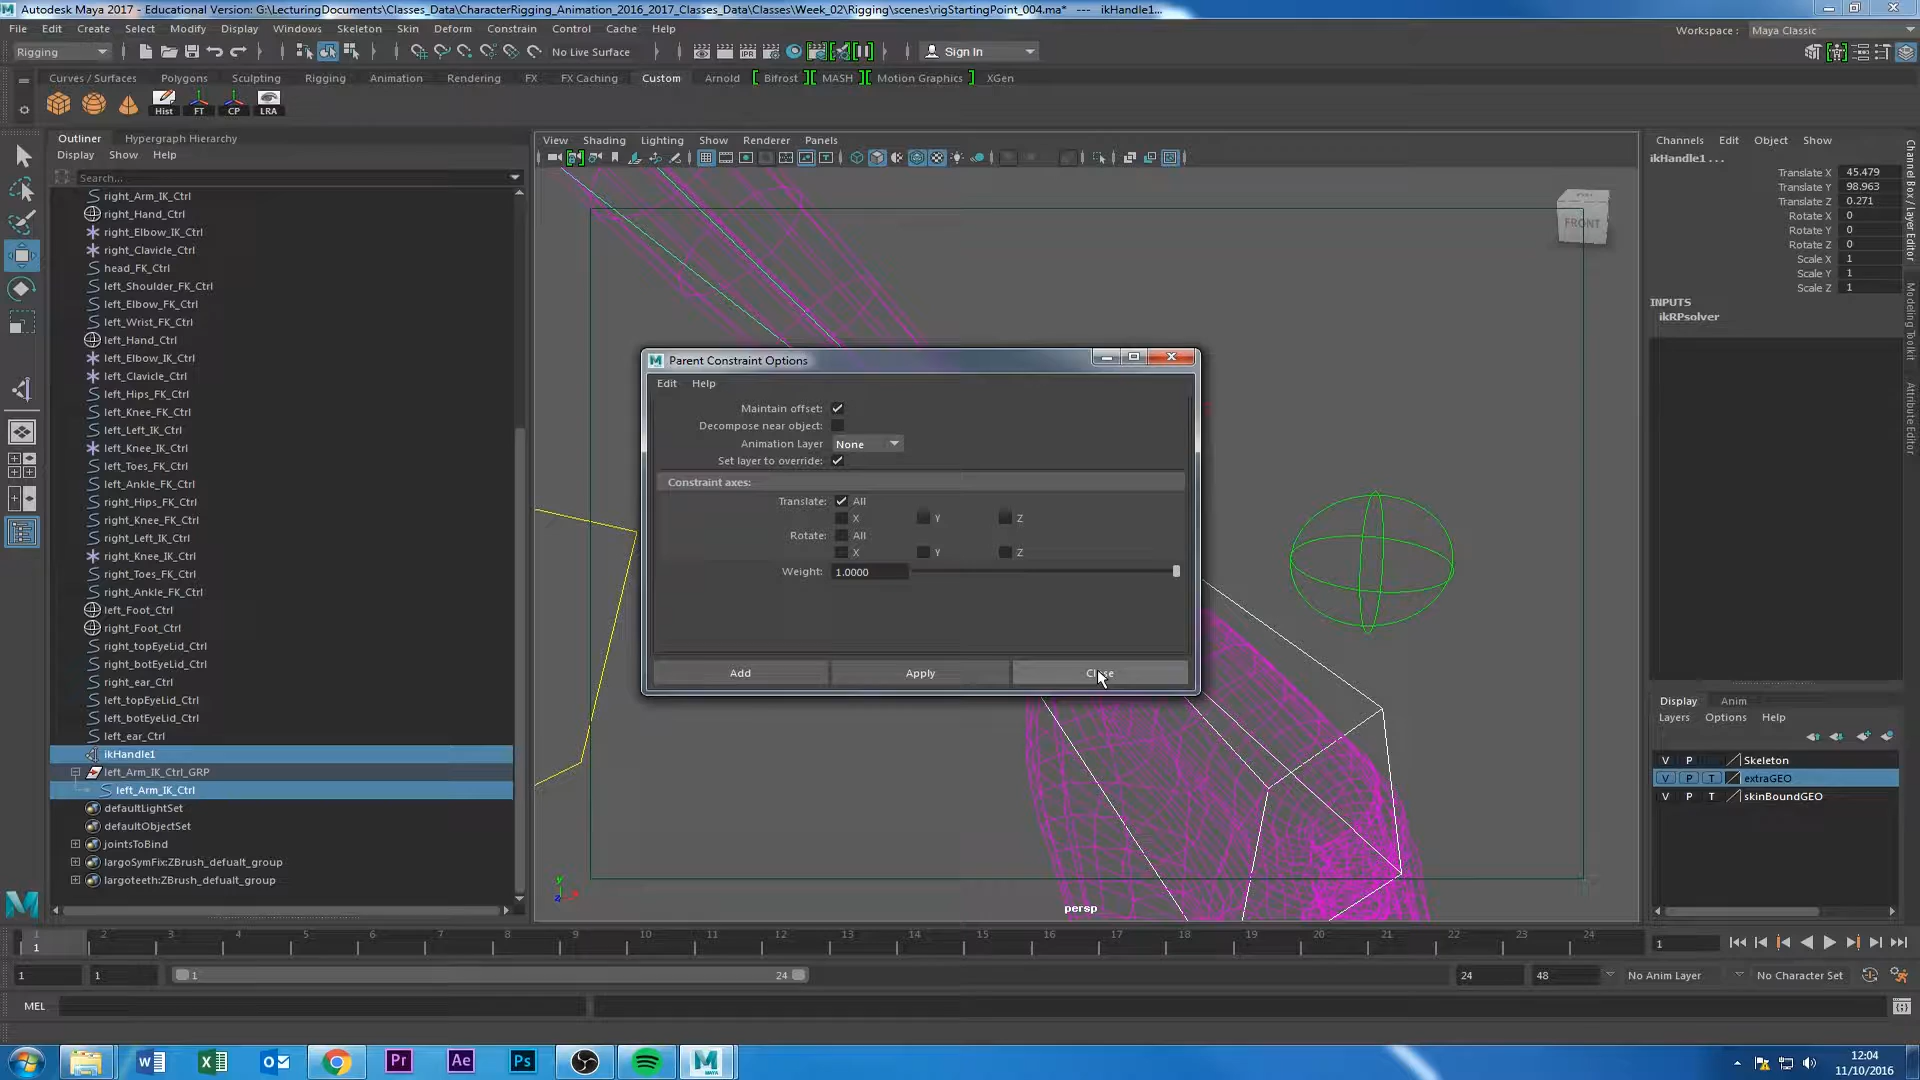 Autodesk Maya 2017 - Educational Version: G:\LecturingDocuments\Classes_Data\CharacterRigging_Animation_2016_2017_Classes_Data\Classes\Week_02\Rigging\scenes\rigStartingPoint_004.ma* --- ikHandle1...
File Edit Create Select Modify Display Windows Skeleton Skin Deform Constrain Control Cache Help
Workspace : Maya Classic
Rigging No Live Surface Sign In
Curves / Surfaces Polygons Sculpting Rigging Animation Rendering FX FX Caching Custom Arnold Bifrost MASH Motion Graphics XGen
Hist FT CP LRA
Outliner Hypergraph Hierarchy
Display Show Help
Search...
right_Arm_IK_Ctrl
right_Hand_Ctrl
right_Elbow_IK_Ctrl
right_Clavicle_Ctrl
head_FK_Ctrl
left_Shoulder_FK_Ctrl
left_Elbow_FK_Ctrl
left_Wrist_FK_Ctrl
left_Hand_Ctrl
left_Elbow_IK_Ctrl
left_Clavicle_Ctrl
left_Hips_FK_Ctrl
left_Knee_FK_Ctrl
left_Left_IK_Ctrl
left_Knee_IK_Ctrl
left_Toes_FK_Ctrl
left_Ankle_FK_Ctrl
right_Hips_FK_Ctrl
right_Knee_FK_Ctrl
right_Left_IK_Ctrl
right_Knee_IK_Ctrl
right_Toes_FK_Ctrl
right_Ankle_FK_Ctrl
left_Foot_Ctrl
right_Foot_Ctrl
right_topEyeLid_Ctrl
right_botEyeLid_Ctrl
right_ear_Ctrl
left_topEyeLid_Ctrl
left_botEyeLid_Ctrl
left_ear_Ctrl
ikHandle1
left_Arm_IK_Ctrl_GRP
left_Arm_IK_Ctrl
defaultLightSet
defaultObjectSet
jointsToBind
largoSymFix:ZBrush_defualt_group
largoteeth:ZBrush_defualt_group
View Shading Lighting Show Renderer Panels
FRONT
Parent Constraint Options
Edit Help
Maintain offset:
Decompose near object:
Animation Layer None
Set layer to override:
Constraint axes:
Translate: All
X Y Z
Rotate: All
X Y Z
Weight: 1.0000
Add Apply Close
persp
y
z
Channels Edit Object Show
ikHandle1 . . .
Translate X 45.479
Translate Y 98.963
Translate Z 0.271
Rotate X 0
Rotate Y 0
Rotate Z 0
Scale X 1
Scale Y 1
Scale Z 1
INPUTS
ikRPsolver
Channel Box / Layer Editor
Modeling Toolkit
Attribute Editor
Display Anim
Layers Options Help
V P Skeleton
V P T extraGEO
V P T skinBoundGEO
1 2 3 4 5 6 7 8 9 10 11 12 13 14 15 16 17 18 19 20 21 22 23 24
1 1
1 1 1 24 24 48 No Anim Layer No Character Set
MEL
12:04
11/10/2016